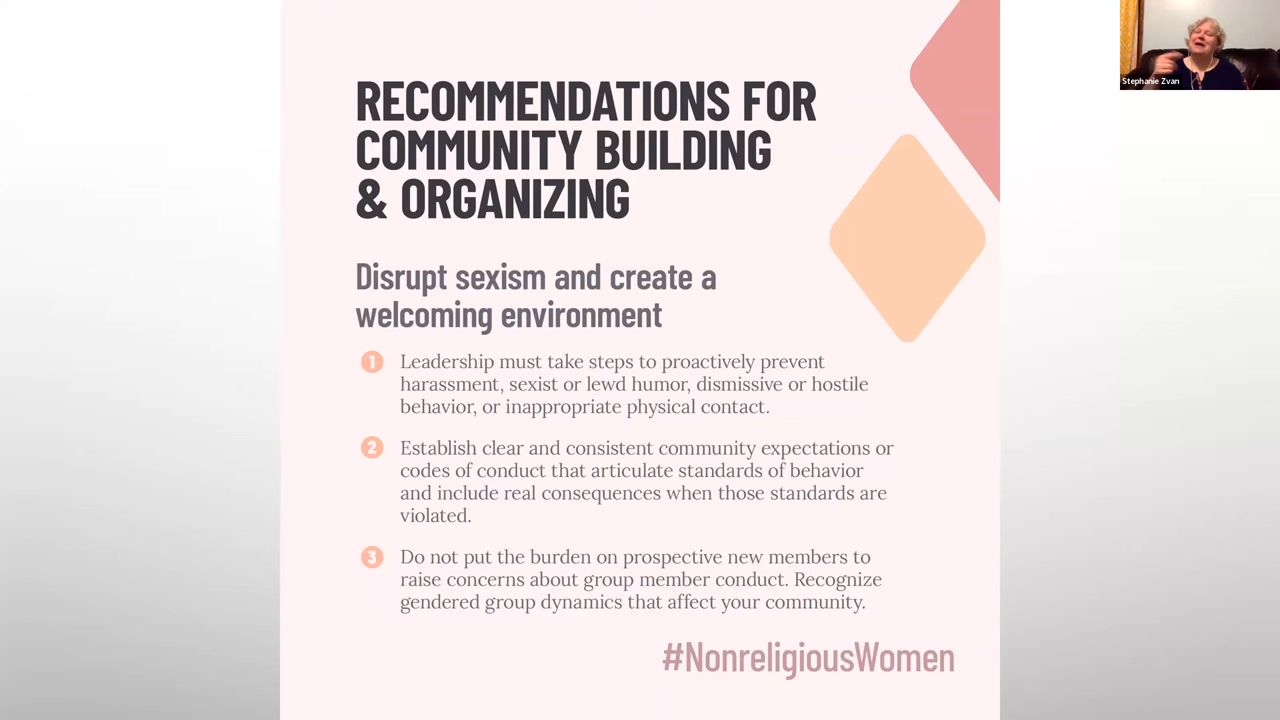 RECOMMENDATIONS FOR
COMMUNITY BUILDING
& ORGANIZING
Disrupt sexism and create a
welcoming environment
1 Leadership must take steps to proactively prevent
harassment, sexist or lewd humor, dismissive or hostile
behavior, or inappropriate physical contact.
2 Establish clear and consistent community expectations or
codes of conduct that articulate standards of behavior
and include real consequences when those standards are
violated.
3 Do not put the burden on prospective new members to
raise concerns about group member conduct. Recognize
gendered group dynamics that affect your community.
#NonreligiousWomen
Stephanie Zvan